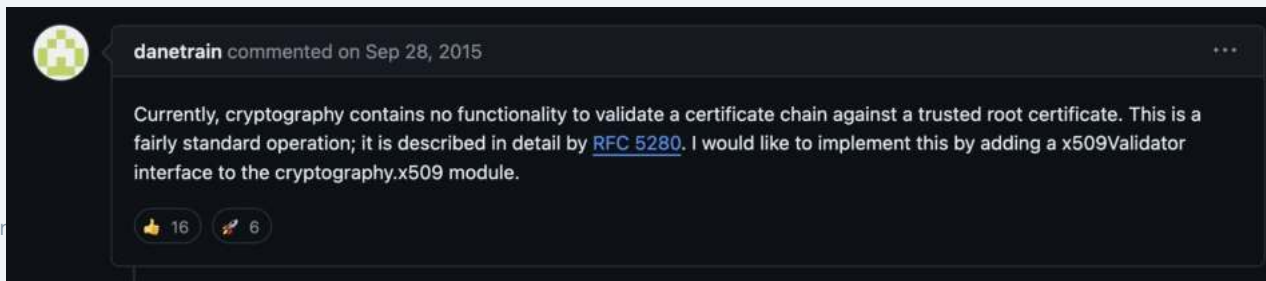 danetrain commented on Sep 28, 2015
Currently, cryptography contains no functionality to validate a certificate chain against a trusted root certificate. This is a
fairly standard operation; it is described in detail by RFC 5280. I would like to implement this by adding a x509Validator
interface to the cryptography.x509 module.
👍 16 🚀 6